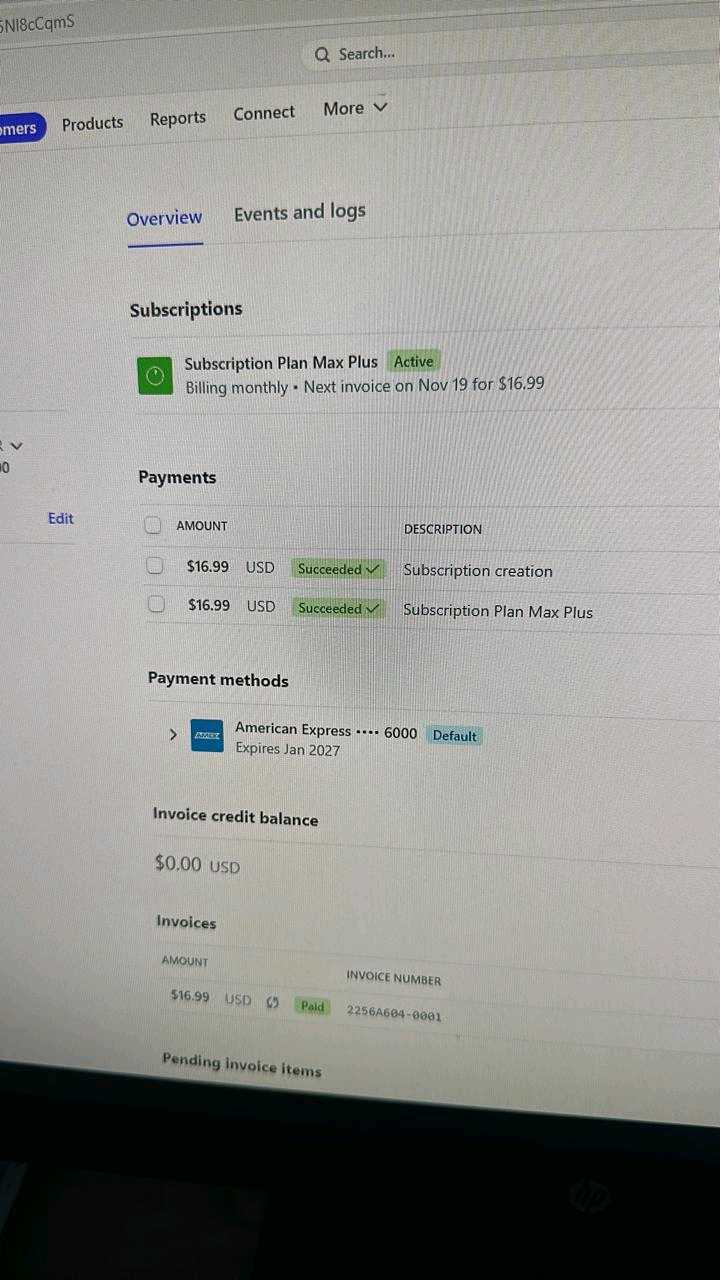 5NI8cCqmS
Search...
omers Products Reports Connect More
Overview Events and logs
Subscriptions
Subscription Plan Max Plus Active
Billing monthly • Next invoice on Nov 19 for $16.99
Edit
Payments
AMOUNT DESCRIPTION
$16.99 USD Succeeded ✓ Subscription creation
$16.99 USD Succeeded ✓ Subscription Plan Max Plus
Payment methods
AMEX American Express •••• 6000 Default
Expires Jan 2027
Invoice credit balance
$0.00 USD
Invoices
AMOUNT INVOICE NUMBER
$16.99 USD Paid 2256A604-0001
Pending invoice items
hp